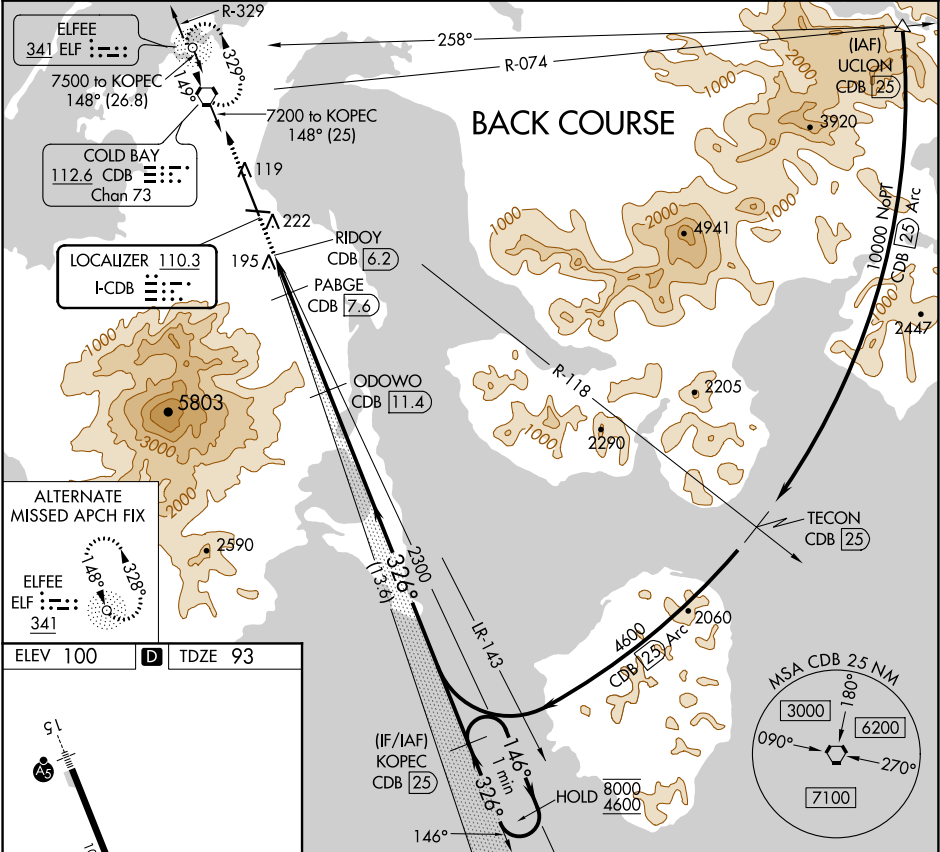 ELFEE
341 ELF
R-329
329°
149°
7500 to KOPEC
148° (26.8)
7200 to KOPEC
148° (25)
COLD BAY
112.6 CDB
Chan 73
258°
R-074
(IAF)
UCLON
CDB 25
BACK COURSE
2000
1000
3920
119
222
195
RIDOY
CDB 6.2
LOCALIZER 110.3
I-CDB
PABGE
CDB 7.6
1000
2000
4941
1000
10000 NoPT
CDB 25 Arc
1000
2447
1000
5803
3000
2000
2590
ODOWO
CDB 11.4
R-118
2205
1000
2290
TECON
CDB 25
ALTERNATE
MISSED APCH FIX
ELFEE
ELF
341
148°
328°
326°
2300
(13.6)
LR-143
4600
CDB 25 Arc
2060
ELEV 100
D
TDZE 93
15
A5
(IF/IAF)
KOPEC
CDB 25
146°
1 min
326°
HOLD 8000
4600
146°
MSA CDB 25 NM
180°
3000
6200
090°
270°
7100